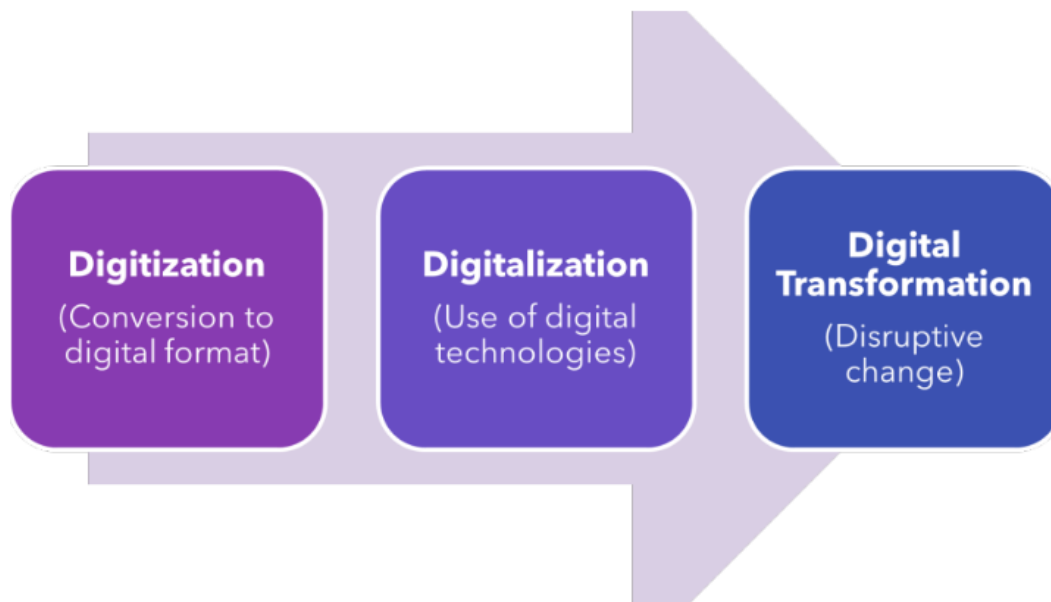 Digitization
(Conversion to
digital format)
Digitalization
(Use of digital
technologies)
Digital
Transformation
(Disruptive
change)